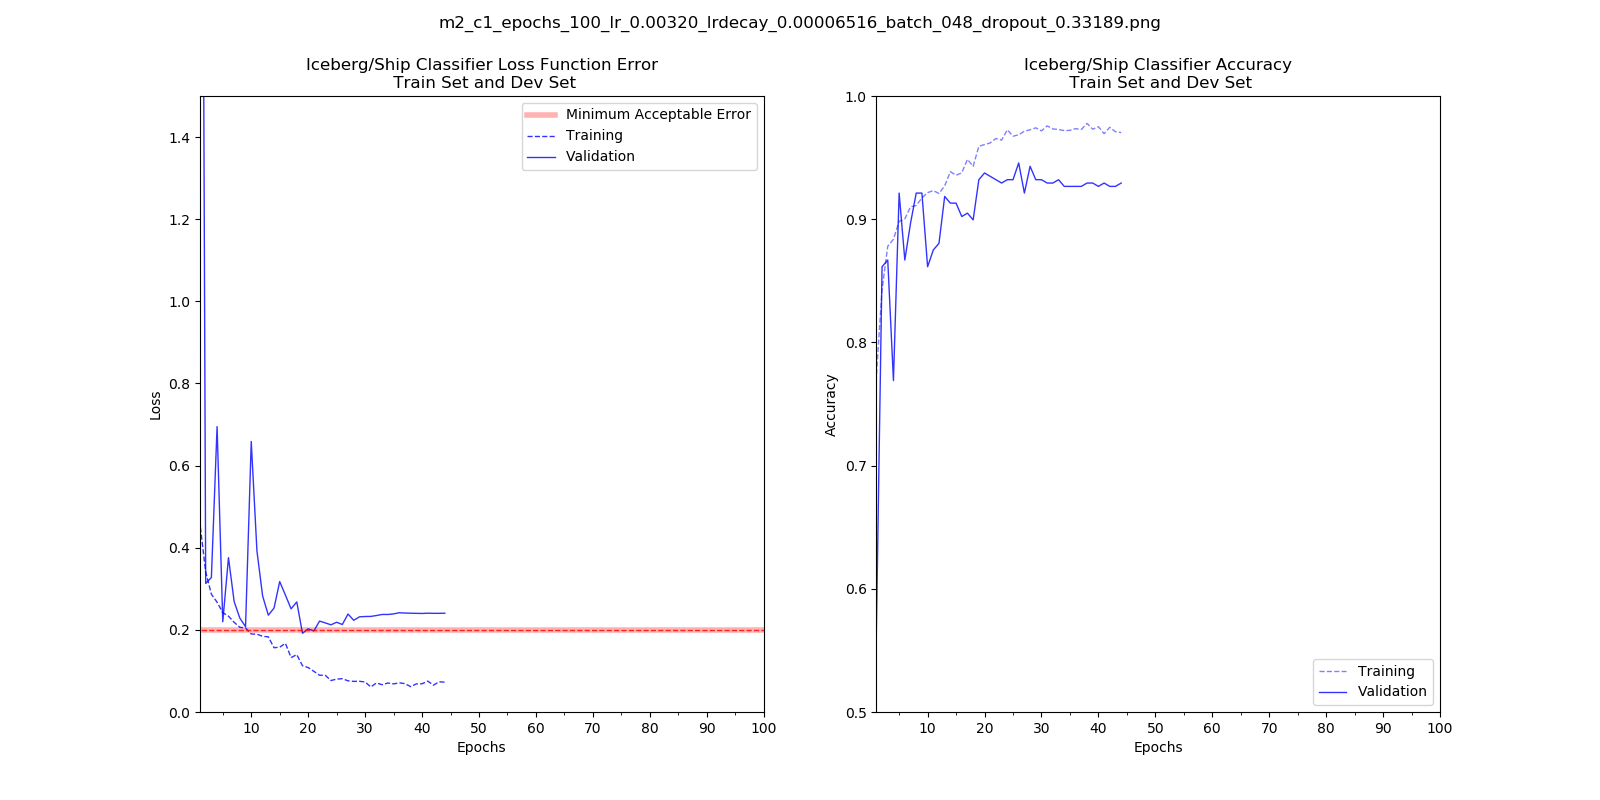 m2_c1_epochs_100_lr_0.00320_lrdecay_0.00006516_batch_048_dropout_0.33189.png
Iceberg/Ship Classifier Loss Function Error
Train Set and Dev Set
1.4
1.2
1.0
0.8
0.6
0.4
0.2
0.0
Loss
Minimum Acceptable Error
Training
Validation
10 20 30 40 50 60 70 80 90 100
Epochs
Iceberg/Ship Classifier Accuracy
Train Set and Dev Set
1.0
0.9
0.8
0.7
0.6
0.5
Accuracy
Training
Validation
10 20 30 40 50 60 70 80 90 100
Epochs